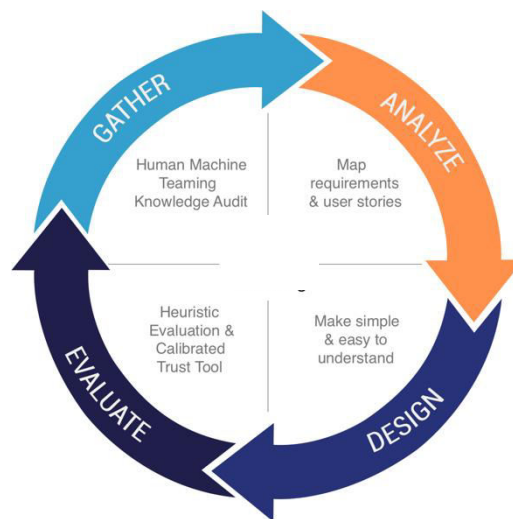 GATHER
ANALYZE
Human Machine
Teaming
Knowledge Audit
Map
requirements
& user stories
Heuristic
Evaluation &
Calibrated
Trust Tool
Make simple
& easy to
understand
EVALUATE
DESIGN